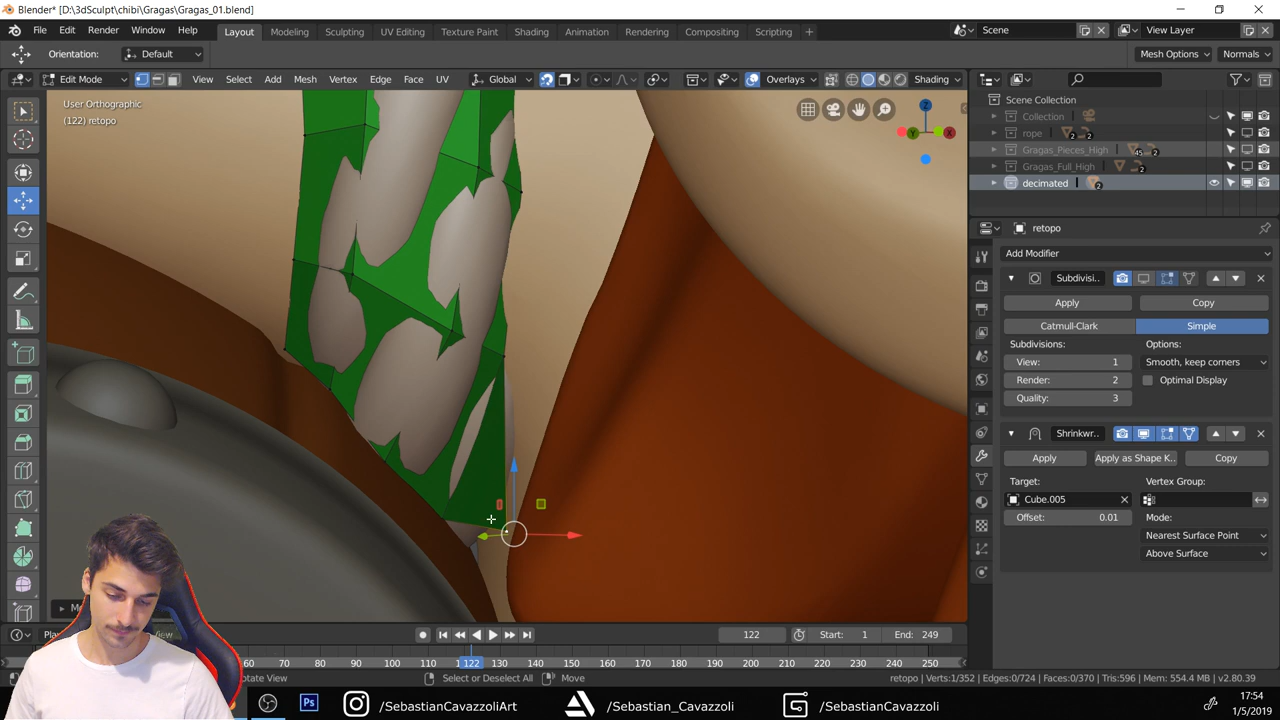 Blender* [D:\3dSculpt\chibi\Gragas\Gragas_01.blend]
File Edit Render Window Help Layout Modeling Sculpting UV Editing Texture Paint Shading Animation Rendering Compositing Scripting + Scene View Layer
Orientation: Default Mesh Options Normals
Edit Mode View Select Add Mesh Vertex Edge Face UV Global Overlays Shading
User Orthographic
(122) retopo
Z
Y X
Scene Collection
Collection
rope 2 2
Gragas_Pieces_High 45 2
Gragas_Full_High 2
decimated 2
retopo
Add Modifier
Subdivisi..
Apply Copy
Catmull-Clark Simple
Subdivisions: Options:
View: 1 Smooth, keep corners
Render: 2 Optimal Display
Quality: 3
Shrinkwr..
Apply Apply as Shape K.. Copy
Target: Vertex Group:
Cube.005
Offset: 0.01 Mode:
Nearest Surface Point
Above Surface
122 Start: 1 End: 249
60 70 80 90 100 110 122 130 140 150 160 170 180 190 200 210 220 230 240 250
Rotate View Select or Deselect All Move retopo | Verts:1/352 | Edges:0/724 | Faces:0/370 | Tris:596 | Mem: 554.4 MB | v2.80.39
Ps /SebastianCavazzoliArt /Sebastian_Cavazzoli /SebastianCavazzoli
17:54
1/5/2019